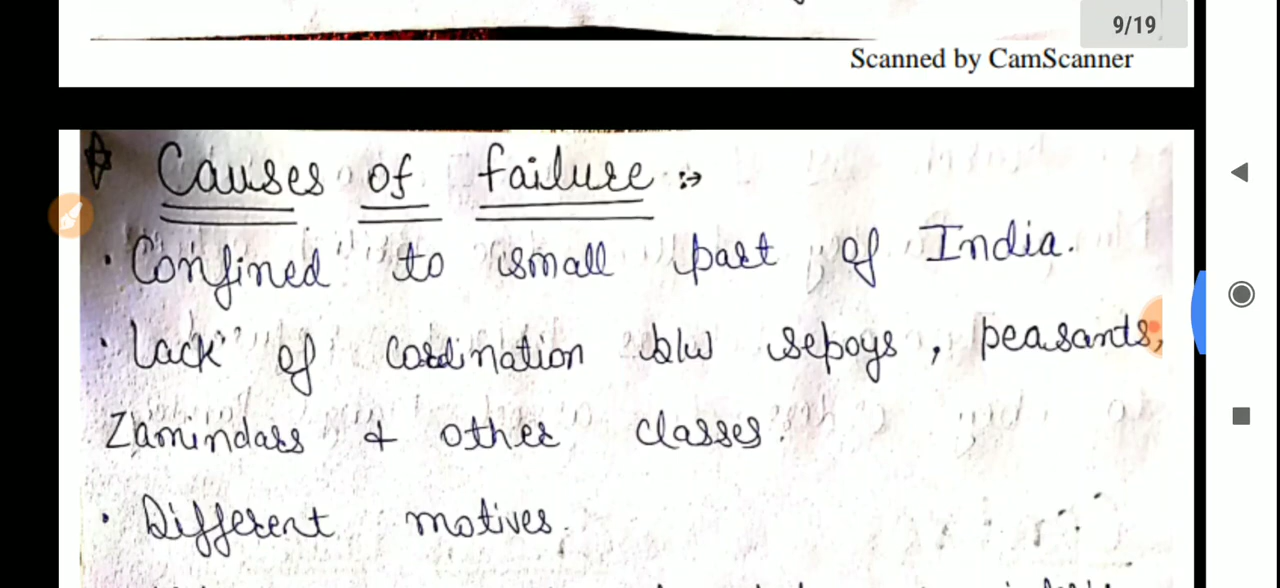 9/19
Scanned by CamScanner
Causes of failure :→
• Confined to small part of India.
• Lack of cordination b/w sepoys, peasants,
Zamindars & other classes.
• Different motives.